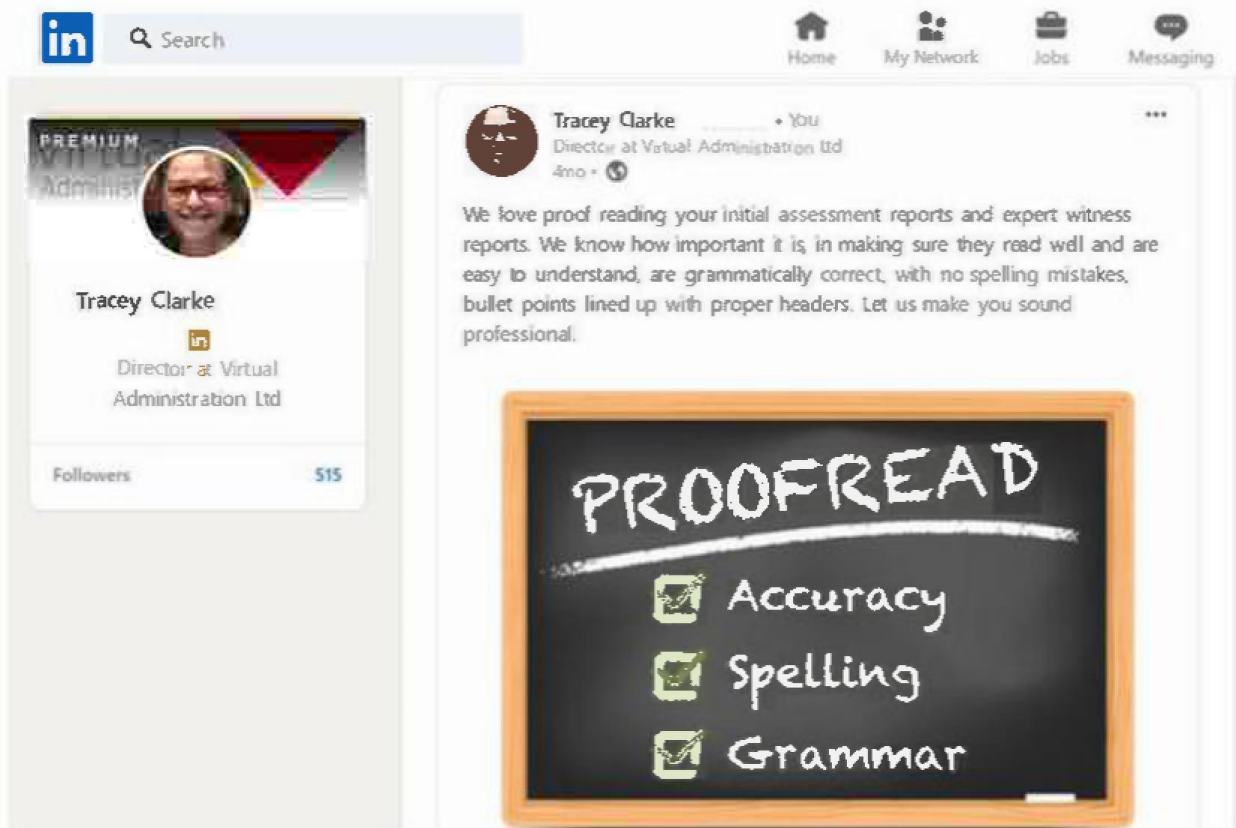 in
Search
Home
My Network
Jobs
Messaging
PREMIUM
Virtual
Administ
Tracey Clarke
in
Director at Virtual
Administration Ltd
Followers
515
Tracey Clarke • You
Director at Virtual Administration Ltd
4mo •
We love proof reading your initial assessment reports and expert witness
reports. We know how important it is, in making sure they read well and are
easy to understand, are grammatically correct, with no spelling mistakes,
bullet points lined up with proper headers. Let us make you sound
professional.
PROOFREAD
Accuracy
Spelling
Grammar